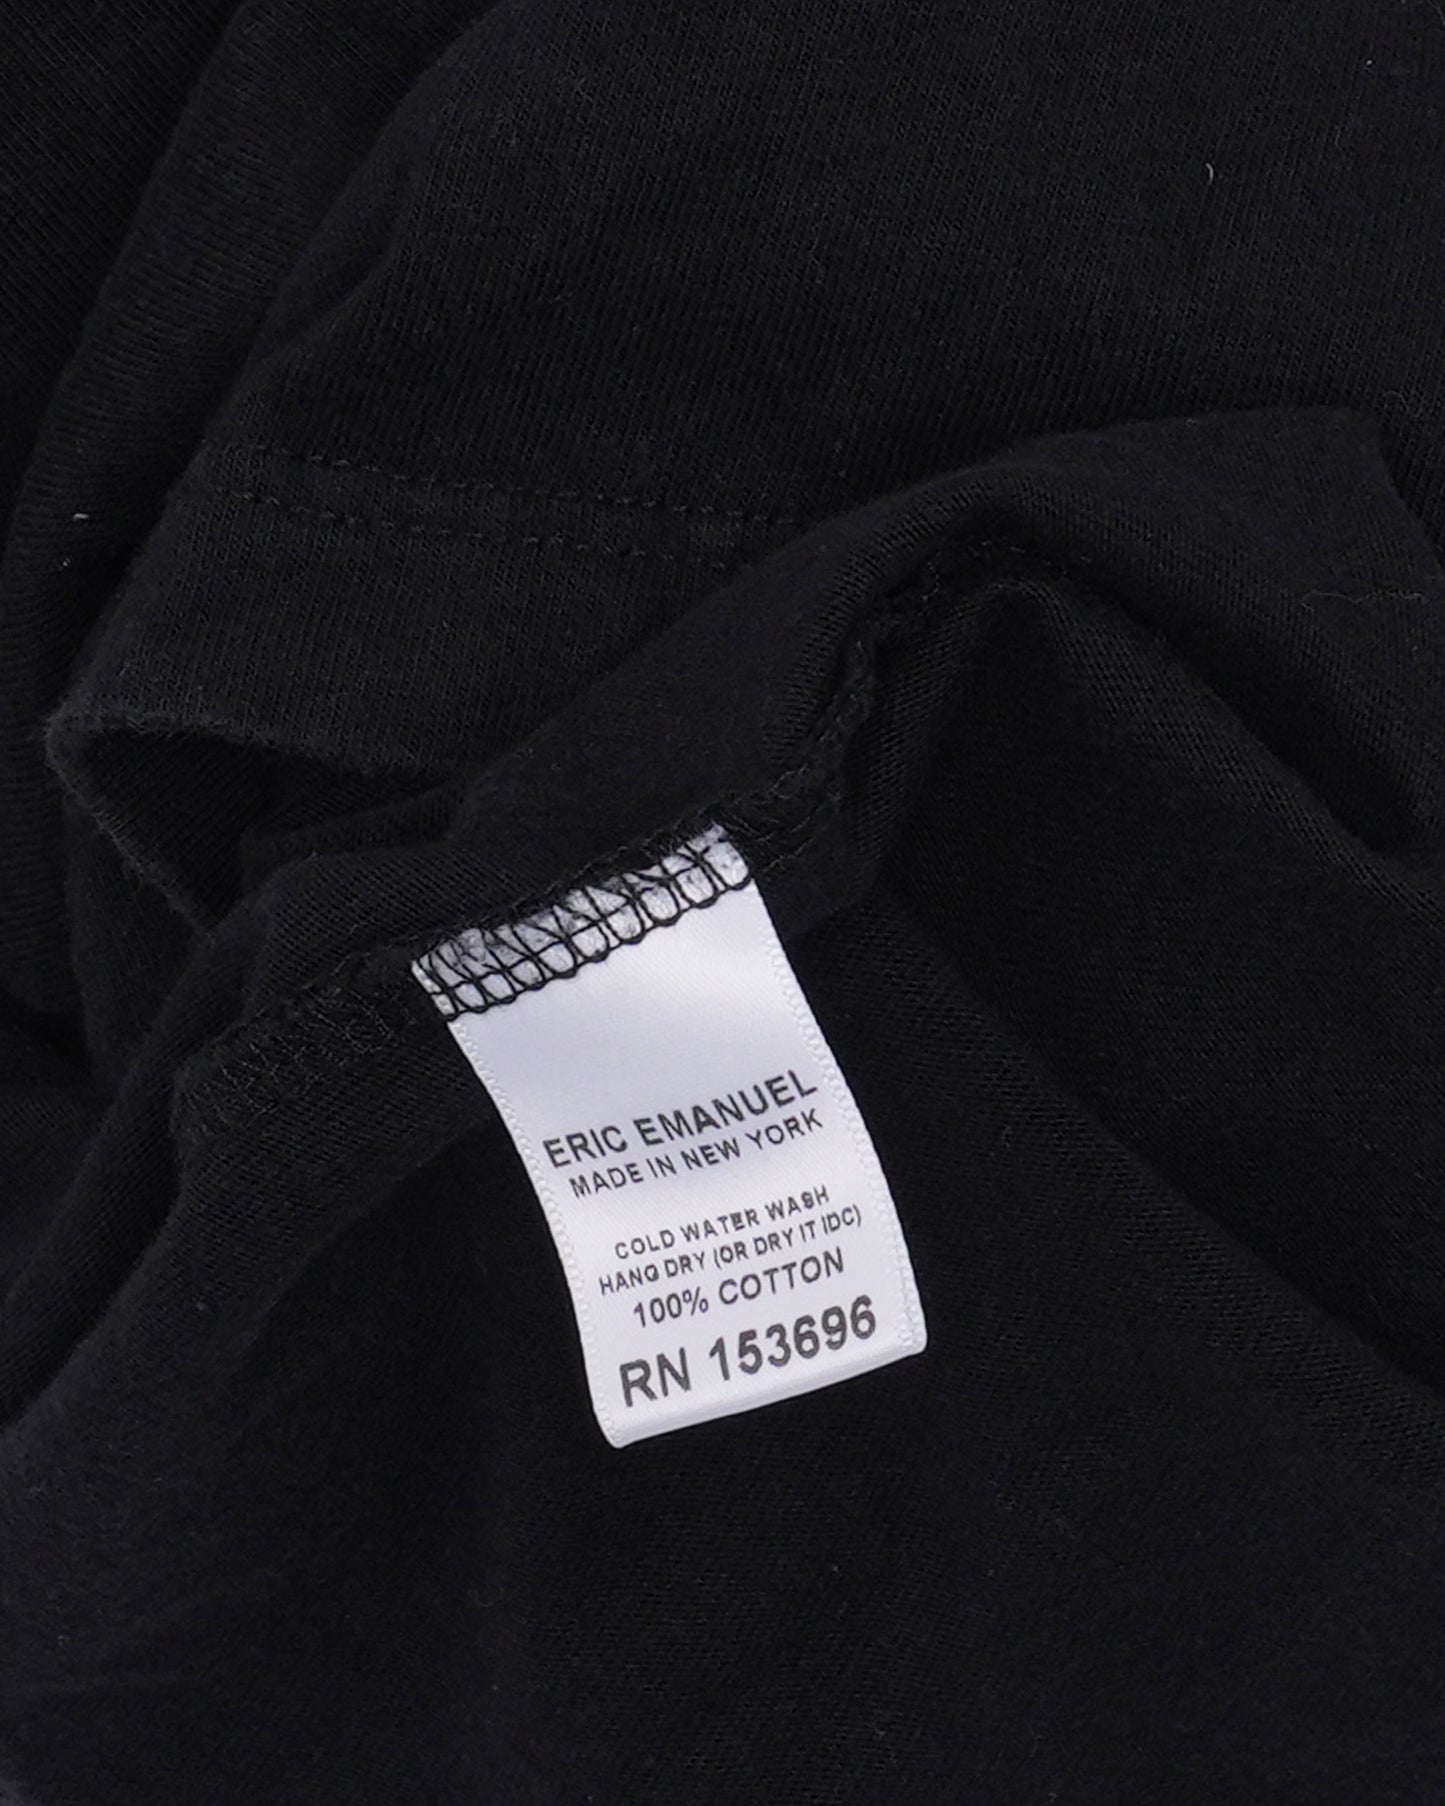 ERIC EMANUEL
MADE IN NEW YORK
COLD WATER WASH
HANG DRY (OR DRY IT IDC)
100% COTTON
RN 153696